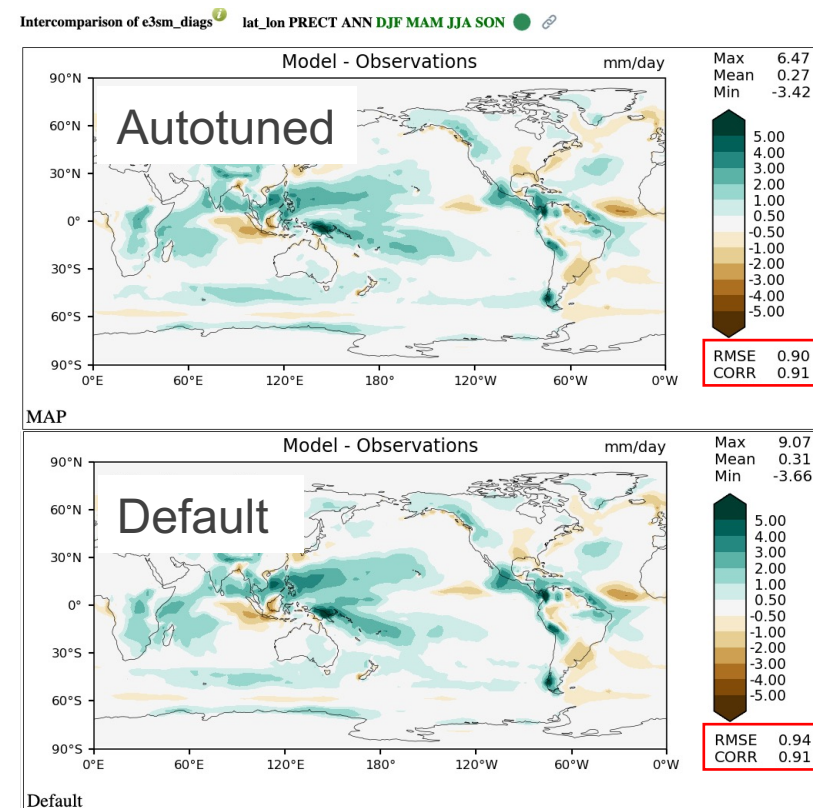 Intercomparison of e3sm_diags i lat_lon PRECT ANN DJF MAM JJA SON
Model - Observations mm/day
Autotuned
90°N
60°N
30°N
0°
30°S
60°S
90°S
0°E 60°E 120°E 180° 120°W 60°W 0°W
Max 6.47
Mean 0.27
Min -3.42
5.00
4.00
3.00
2.00
1.00
0.50
-0.50
-1.00
-2.00
-3.00
-4.00
-5.00
RMSE 0.90
CORR 0.91
MAP
Model - Observations mm/day
Default
90°N
60°N
30°N
0°
30°S
60°S
90°S
0°E 60°E 120°E 180° 120°W 60°W 0°W
Max 9.07
Mean 0.31
Min -3.66
5.00
4.00
3.00
2.00
1.00
0.50
-0.50
-1.00
-2.00
-3.00
-4.00
-5.00
RMSE 0.94
CORR 0.91
Default